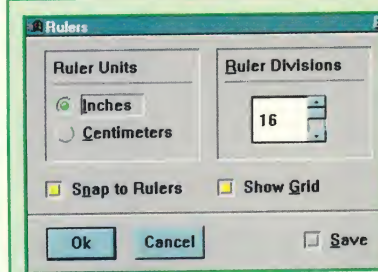 Rulers
Ruler Units
Inches
Centimeters
Ruler Divisions
16
Snap to Rulers
Show Grid
Ok
Cancel
Save